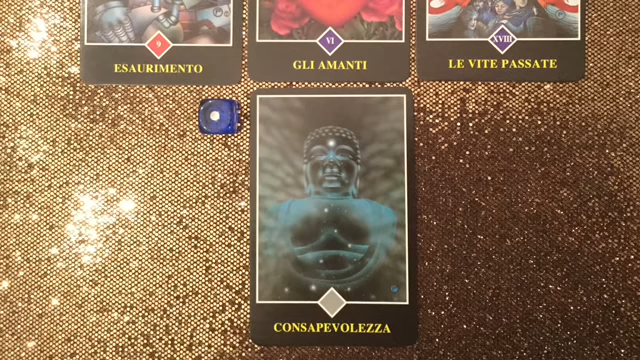 9
VI
XVIII
ESAURIMENTO
GLI AMANTI
LE VITE PASSATE
CONSAPEVOLEZZA